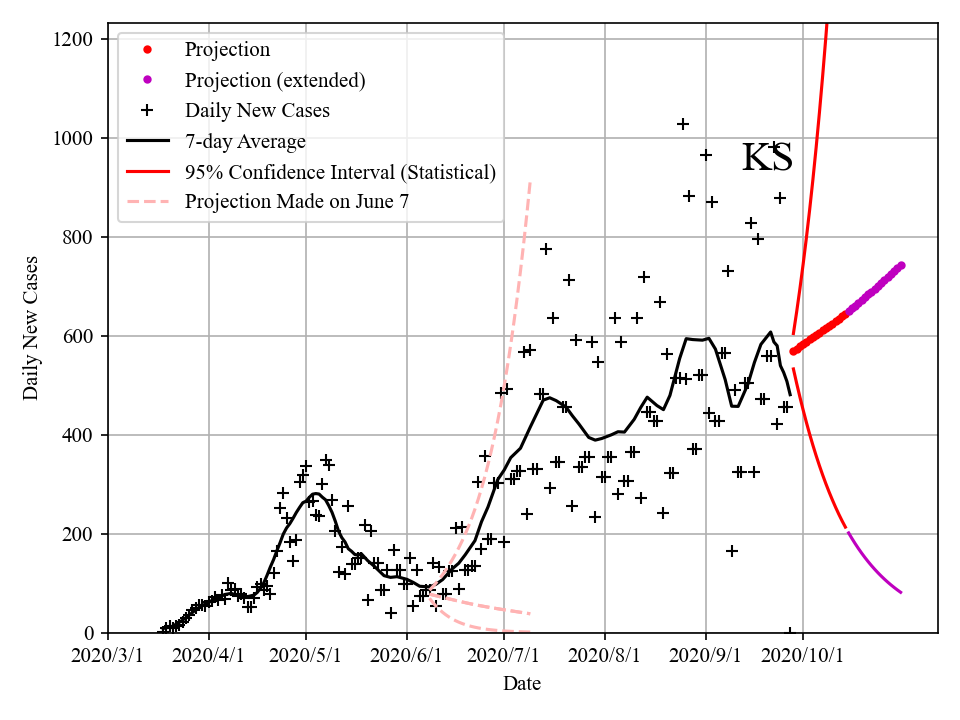 1200
1000
800
600
400
200
0
Daily New Cases
Projection
Projection (extended)
Daily New Cases
7-day Average
95% Confidence Interval (Statistical)
Projection Made on June 7
KS
2020/3/1 2020/4/1 2020/5/1 2020/6/1 2020/7/1 2020/8/1 2020/9/1 2020/10/1
Date